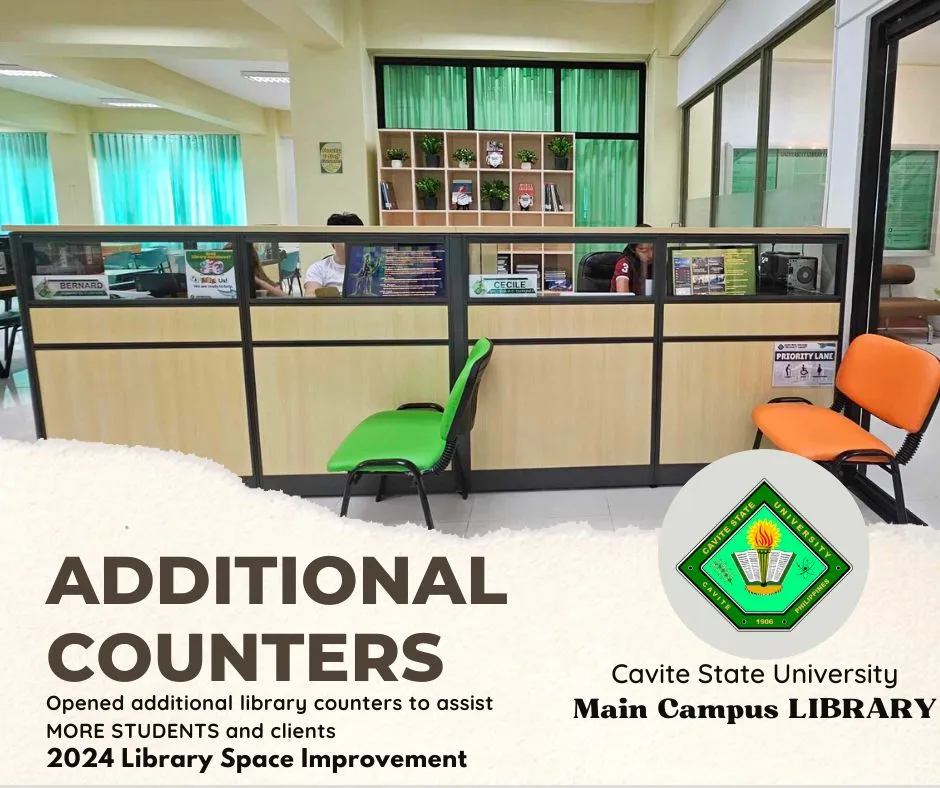 BERNARD
Us!
CECILE
PRIORITY LANE
ADDITIONAL
COUNTERS
Opened additional library counters to assist
MORE STUDENTS and clients
2024 Library Space Improvement
CAVITE STATE UNIVERSITY
CAVITE PHILIPPINES
1906
Cavite State University
Main Campus LIBRARY